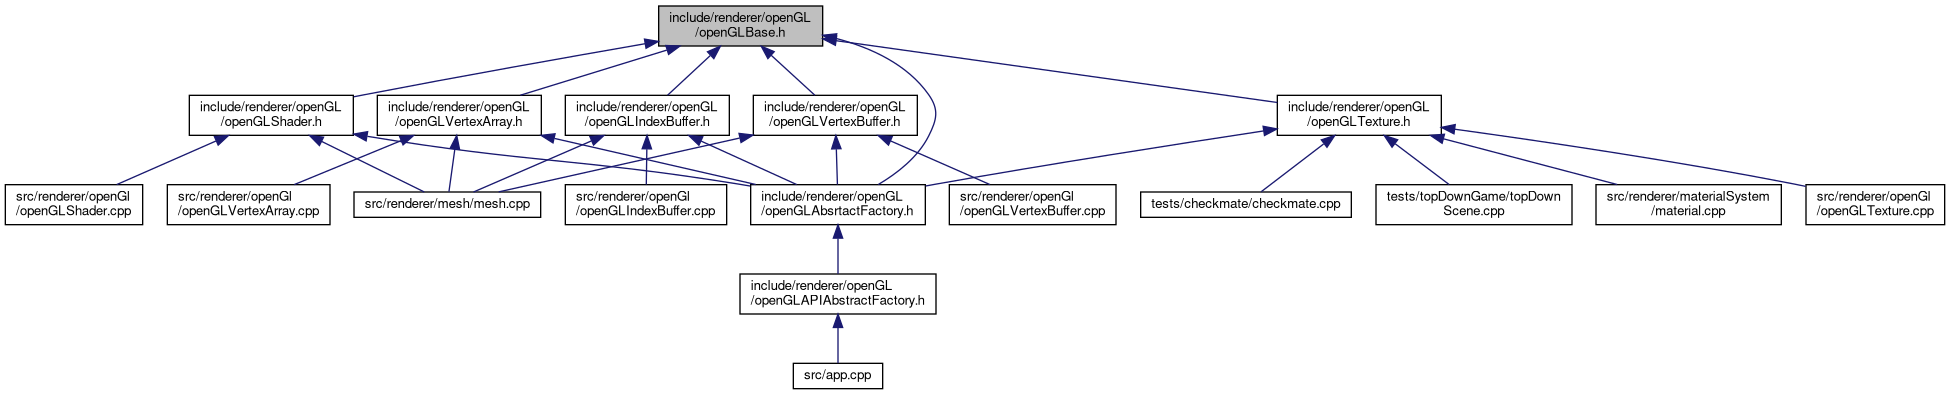 include/renderer/openGL
/openGLBase.h
include/renderer/openGL
/openGLShader.h
include/renderer/openGL
/openGLVertexArray.h
include/renderer/openGL
/openGLIndexBuffer.h
include/renderer/openGL
/openGLVertexBuffer.h
include/renderer/openGL
/openGLTexture.h
src/renderer/openGl
/openGLShader.cpp
src/renderer/openGl
/openGLVertexArray.cpp
src/renderer/mesh/mesh.cpp
src/renderer/openGl
/openGLIndexBuffer.cpp
include/renderer/openGL
/openGLAbsrtactFactory.h
src/renderer/openGl
/openGLVertexBuffer.cpp
tests/checkmate/checkmate.cpp
tests/topDownGame/topDown
Scene.cpp
src/renderer/materialSystem
/material.cpp
src/renderer/openGl
/openGLTexture.cpp
include/renderer/openGL
/openGLAPIAbstractFactory.h
src/app.cpp